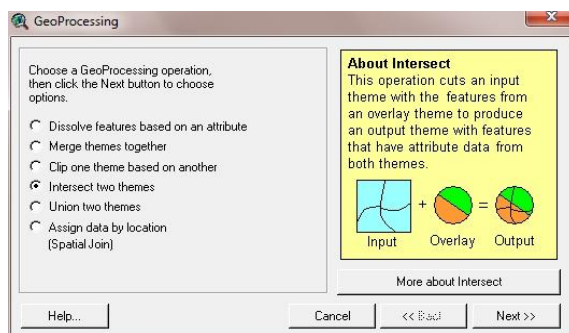 GeoProcessing
Choose a GeoProcessing operation,
then click the Next button to choose
options.
Dissolve features based on an attribute
Merge themes together
Clip one theme based on another
Intersect two themes
Union two themes
Assign data by location
(Spatial Join)
About Intersect
This operation cuts an input
theme with the features from
an overlay theme to produce
an output theme with features
that have attribute data from
both themes.
+ =
Input Overlay Output
More about Intersect
Help... Cancel << Back Next >>